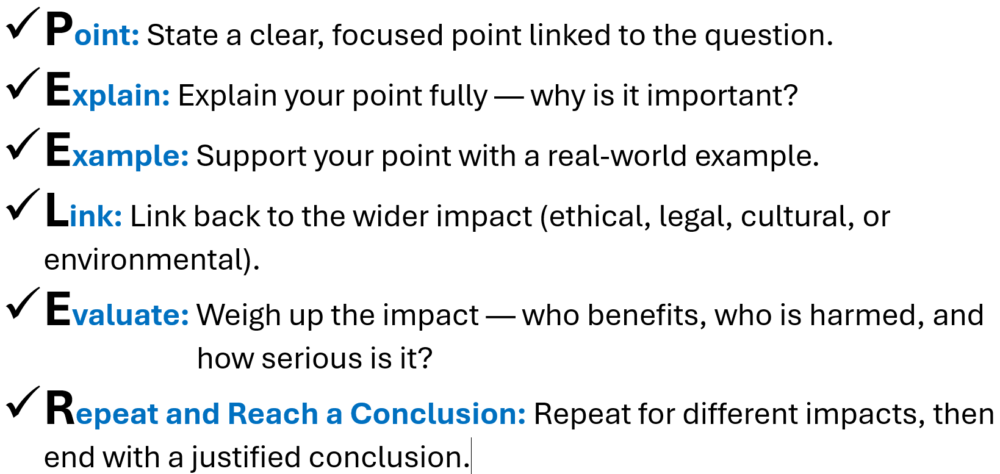 ✓ Point: State a clear, focused point linked to the question.
✓ Explain: Explain your point fully — why is it important?
✓ Example: Support your point with a real-world example.
✓ Link: Link back to the wider impact (ethical, legal, cultural, or
environmental).
✓ Evaluate: Weigh up the impact — who benefits, who is harmed, and
how serious is it?
✓ Repeat and Reach a Conclusion: Repeat for different impacts, then
end with a justified conclusion.